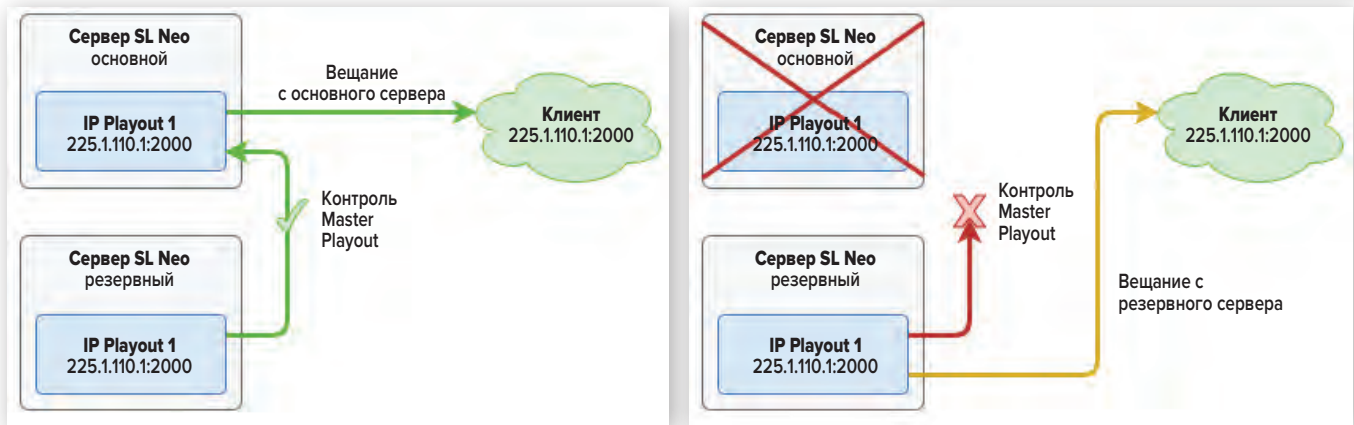 Сервер SL Neo
основной
IP Playout 1
225.1.110.1:2000
Вещание
с основного сервера
Клиент
225.1.110.1:2000
Контроль
Master
Playout
Сервер SL Neo
резервный
IP Playout 1
225.1.110.1:2000
Сервер SL Neo
основной
IP Playout 1
225.1.110.1:2000
Клиент
225.1.110.1:2000
Контроль
Master
Playout
Сервер SL Neo
резервный
Вещание с
резервного сервера
IP Playout 1
225.1.110.1:2000